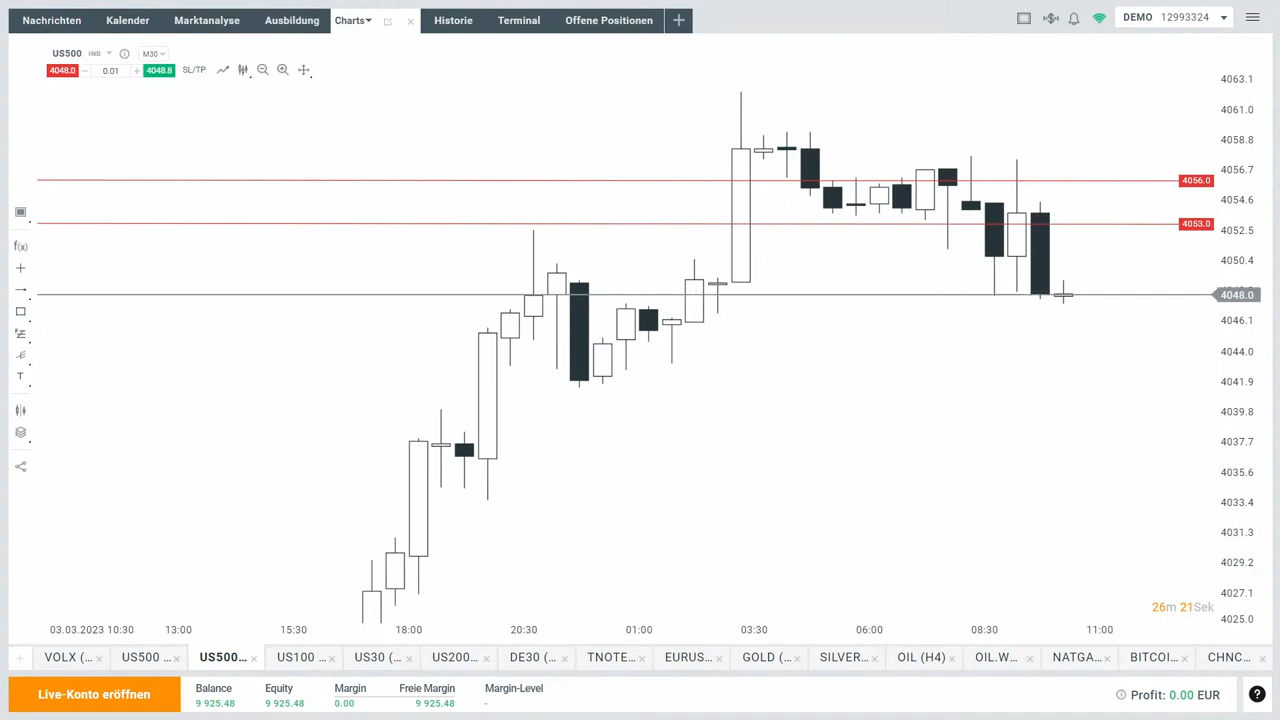 Nachrichten Kalender Marktanalyse Ausbildung Charts Historie Terminal Offene Positionen DEMO 12993324
US500 IND M30
4048.0 0.01 4048.8 SL/TP
4063.1
4061.0
4058.8
4056.7
4056.0
4054.6
4053.0
4052.5
4050.4
4048.0
4046.1
4044.0
4041.9
4039.8
4037.7
4035.6
4033.4
4031.3
4029.2
4027.1
26m 21Sek
4025.0
f(x)
T
03.03.2023 10:30 13:00 15:30 18:00 20:30 01:00 03:30 06:00 08:30 11:00
VOLX (... US500 ... US500... US100 ... US30 (... US200... DE30 (... TNOTE... EURUS... GOLD (... SILVER... OIL (H4) OIL.W... NATGA... BITCOI... CHNC...
Live-Konto eröffnen
Balance Equity Margin Freie Margin Margin-Level
9 925.48 9 925.48 0.00 9 925.48 -
Profit: 0.00 EUR ?